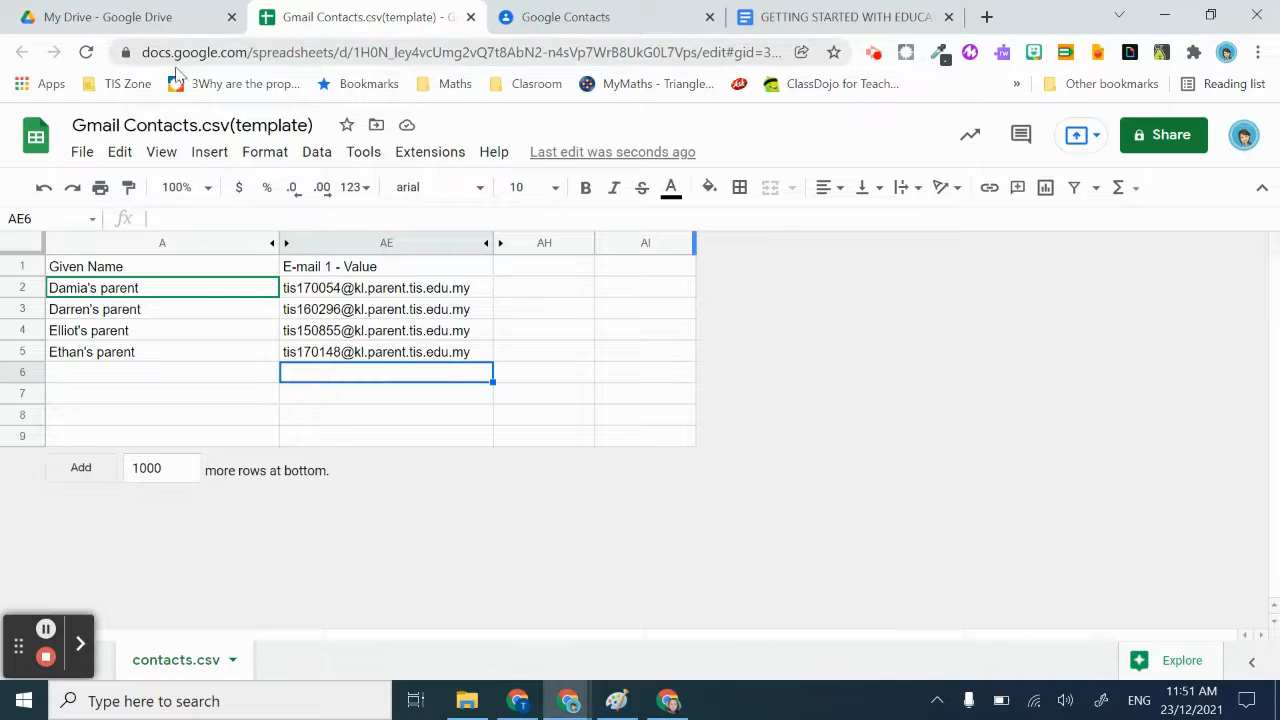 My Drive - Google Drive
Gmail Contacts.csv(template) - G
Google Contacts
GETTING STARTED WITH EDUCA
docs.google.com/spreadsheets/d/1H0N_ley4vcUmg2vQ7t8AbN2-n4sVp7WrB8UkG0L7Vps/edit#gid=3...
Apps
TIS Zone
3Why are the prop...
Bookmarks
Maths
Clasroom
MyMaths - Triangle...
ClassDojo for Teach...
»
Other bookmarks
Reading list
Gmail Contacts.csv(template)
File Edit View Insert Format Data Tools Extensions Help Last edit was seconds ago
Share
100% $ % .0 .00 123 arial 10 B I S A
AE6 fx
A AE AH AI
1 Given Name E-mail 1 - Value
2 Damia's parent tis170054@kl.parent.tis.edu.my
3 Darren's parent tis160296@kl.parent.tis.edu.my
4 Elliot's parent tis150855@kl.parent.tis.edu.my
5 Ethan's parent tis170148@kl.parent.tis.edu.my
6
7
8
9
Add 1000 more rows at bottom.
contacts.csv
Explore
Type here to search
ENG
11:51 AM
23/12/2021